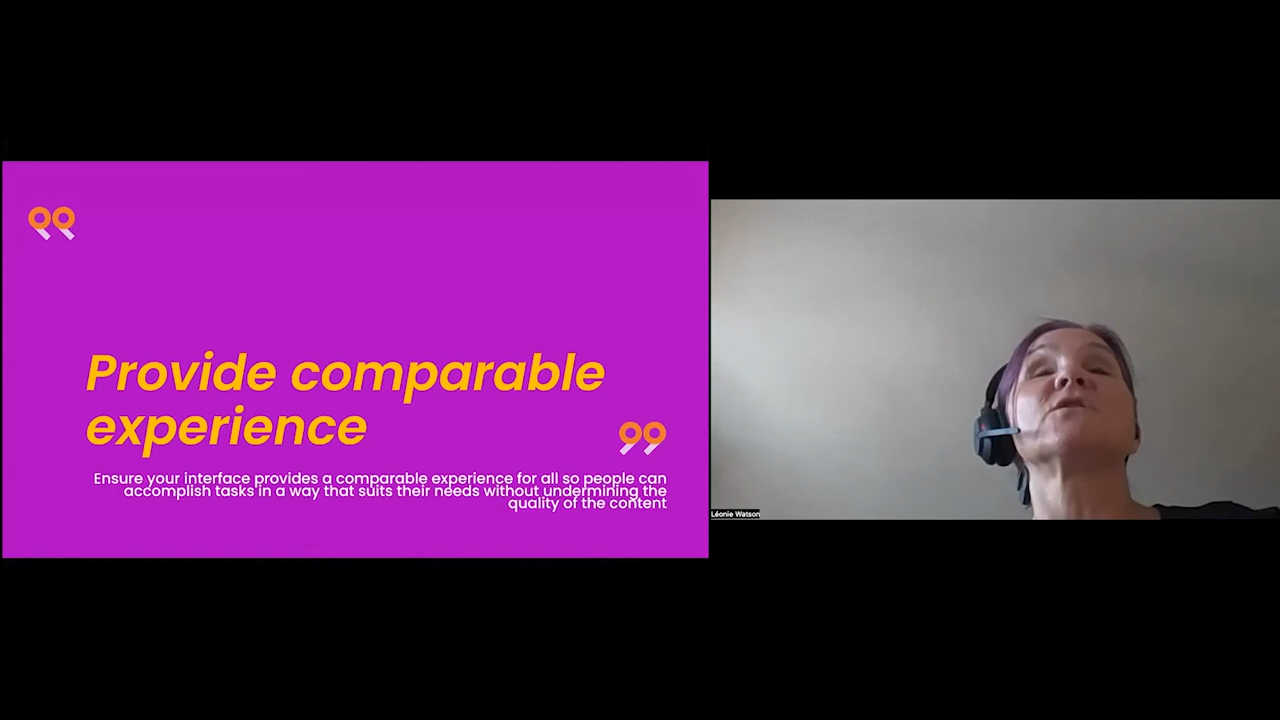 Provide comparable
experience
Ensure your interface provides a comparable experience for all so people can
accomplish tasks in a way that suits their needs without undermining the
quality of the content
Léonie Watson